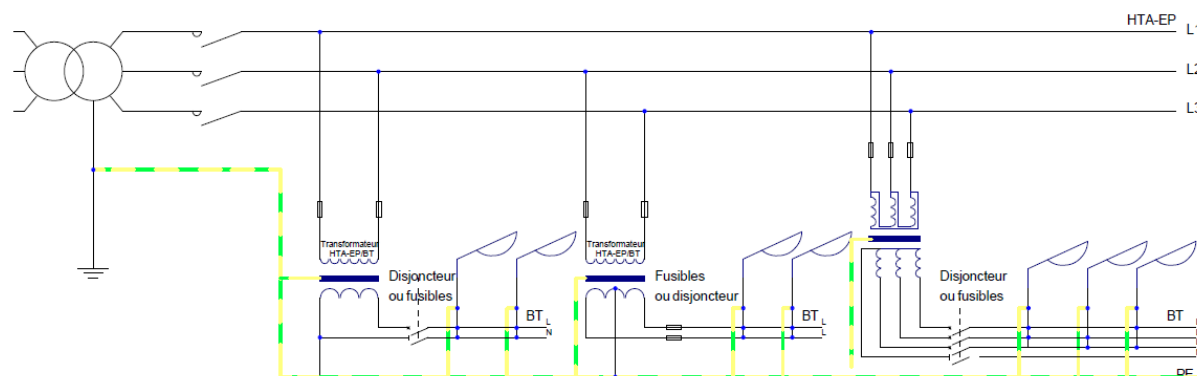 HTA-EP
L1
L2
L3
Transformateur
HTA-EP/BT
Disjoncteur
ou fusibles
BT
L
N
Transformateur
HTA-EP/BT
Fusibles
ou disjoncteur
BT
L
L
Disjoncteur
ou fusibles
BT
PE